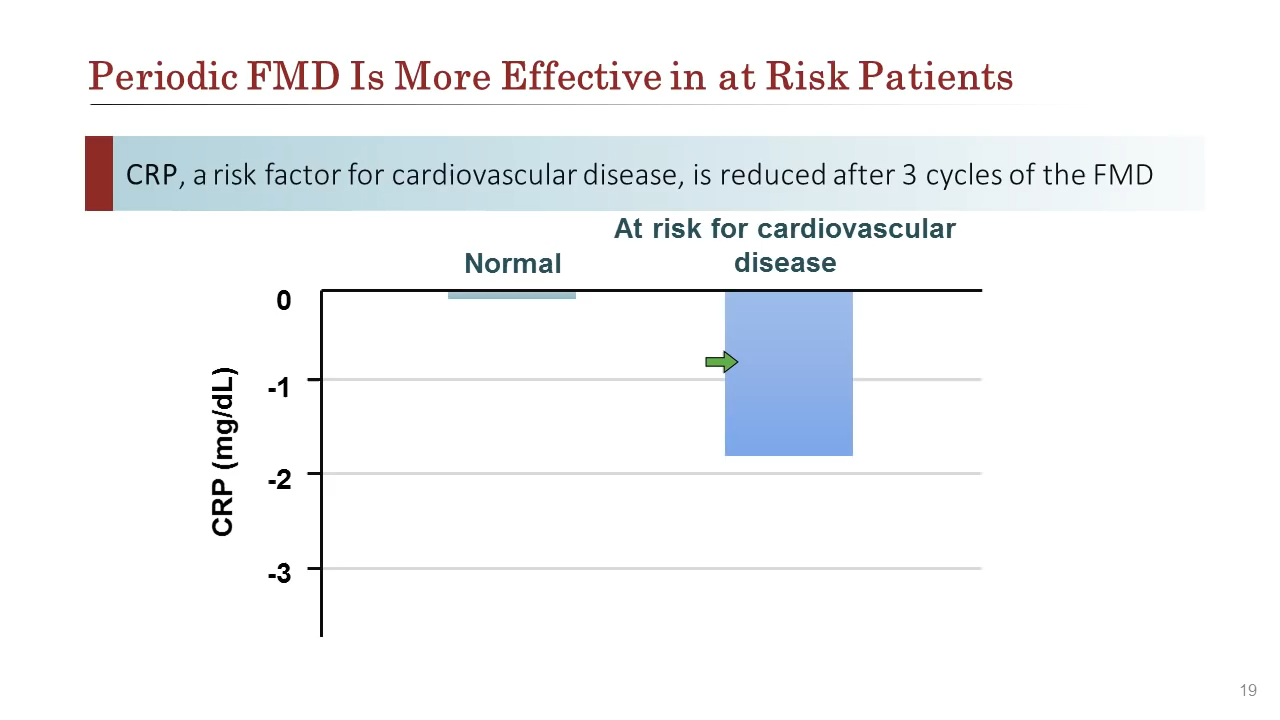 Periodic FMD Is More Effective in at Risk Patients
CRP, a risk factor for cardiovascular disease, is reduced after 3 cycles of the FMD
At risk for cardiovascular
disease
Normal
0
-1
-2
-3
CRP (mg/dL)
19